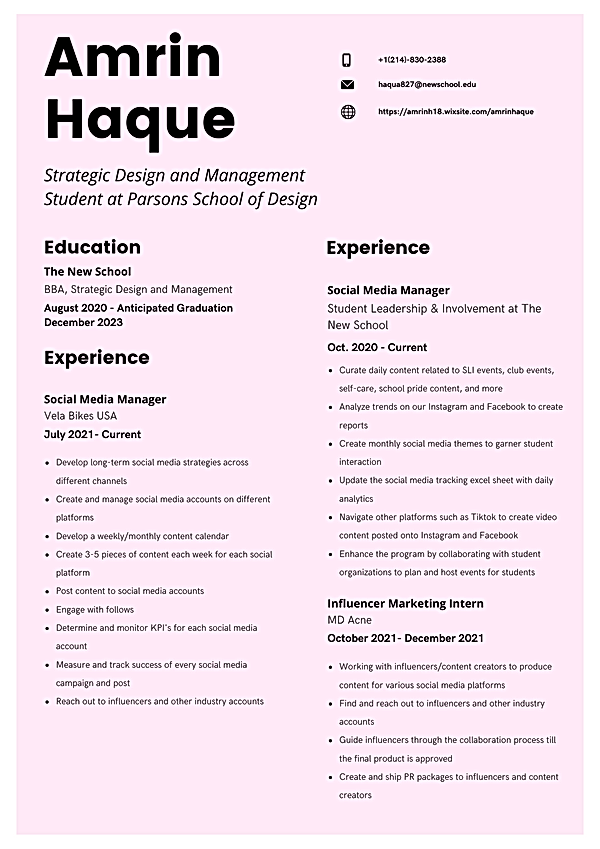 Amrin
Haque
+1(214)-830-2388
haqua827@newschool.edu
https://amrinh18.wixsite.com/amrinhaque
Strategic Design and Management
Student at Parsons School of Design
Education
The New School
BBA, Strategic Design and Management
August 2020 - Anticipated Graduation
December 2023
Experience
Social Media Manager
Vela Bikes USA
July 2021- Current
• Develop long-term social media strategies across
different channels
• Create and manage social media accounts on different
platforms
• Develop a weekly/monthly content calendar
• Create 3-5 pieces of content each week for each social
platform
• Post content to social media accounts
• Engage with follows
• Determine and monitor KPI's for each social media
account
• Measure and track success of every social media
campaign and post
• Reach out to influencers and other industry accounts
Experience
Social Media Manager
Student Leadership & Involvement at The
New School
Oct. 2020 - Current
• Curate daily content related to SLI events, club events,
self-care, school pride content, and more
• Analyze trends on our Instagram and Facebook to create
reports
• Create monthly social media themes to garner student
interaction
• Update the social media tracking excel sheet with daily
analytics
• Navigate other platforms such as Tiktok to create video
content posted onto Instagram and Facebook
• Enhance the program by collaborating with student
organizations to plan and host events for students
Influencer Marketing Intern
MD Acne
October 2021- December 2021
• Working with influencers/content creators to produce
content for various social media platforms
• Find and reach out to influencers and other industry
accounts
• Guide influencers through the collaboration process till
the final product is approved
• Create and ship PR packages to influencers and content
creators